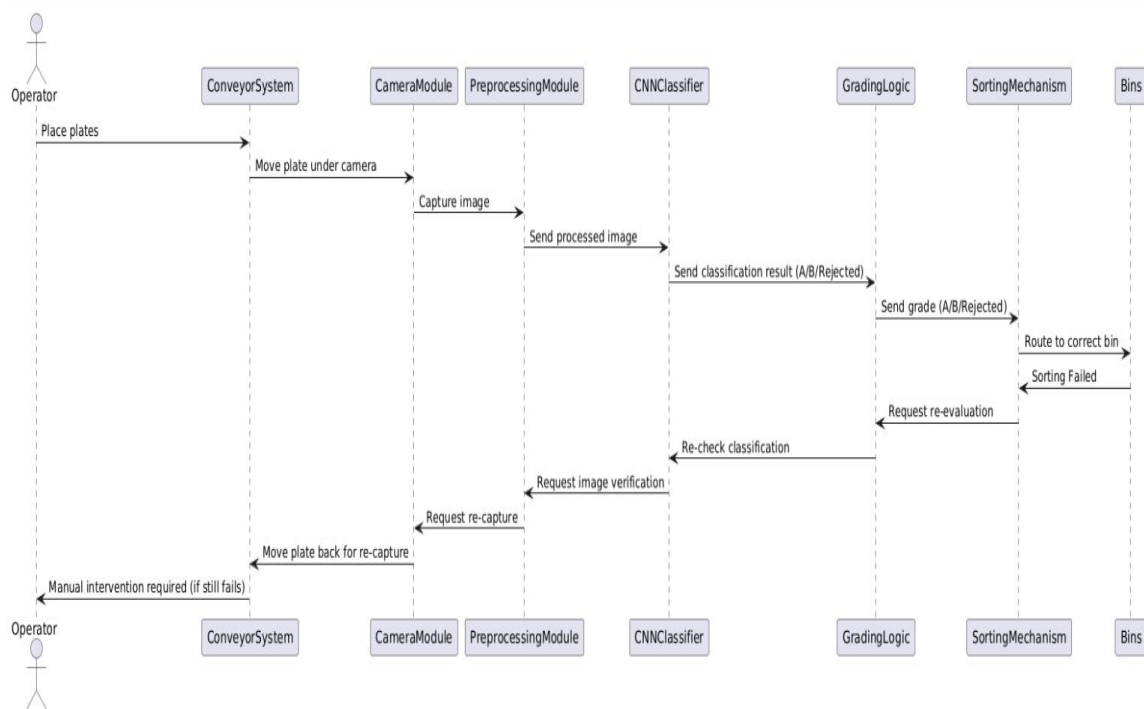 Operator
ConveyorSystem
CameraModule
PreprocessingModule
CNNClassifier
GradingLogic
SortingMechanism
Bins
Place plates
Move plate under camera
Capture image
Send processed image
Send classification result (A/B/Rejected)
Send grade (A/B/Rejected)
Route to correct bin
Sorting Failed
Request re-evaluation
Re-check classification
Request image verification
Request re-capture
Move plate back for re-capture
Manual intervention required (if still fails)
Operator
ConveyorSystem
CameraModule
PreprocessingModule
CNNClassifier
GradingLogic
SortingMechanism
Bins